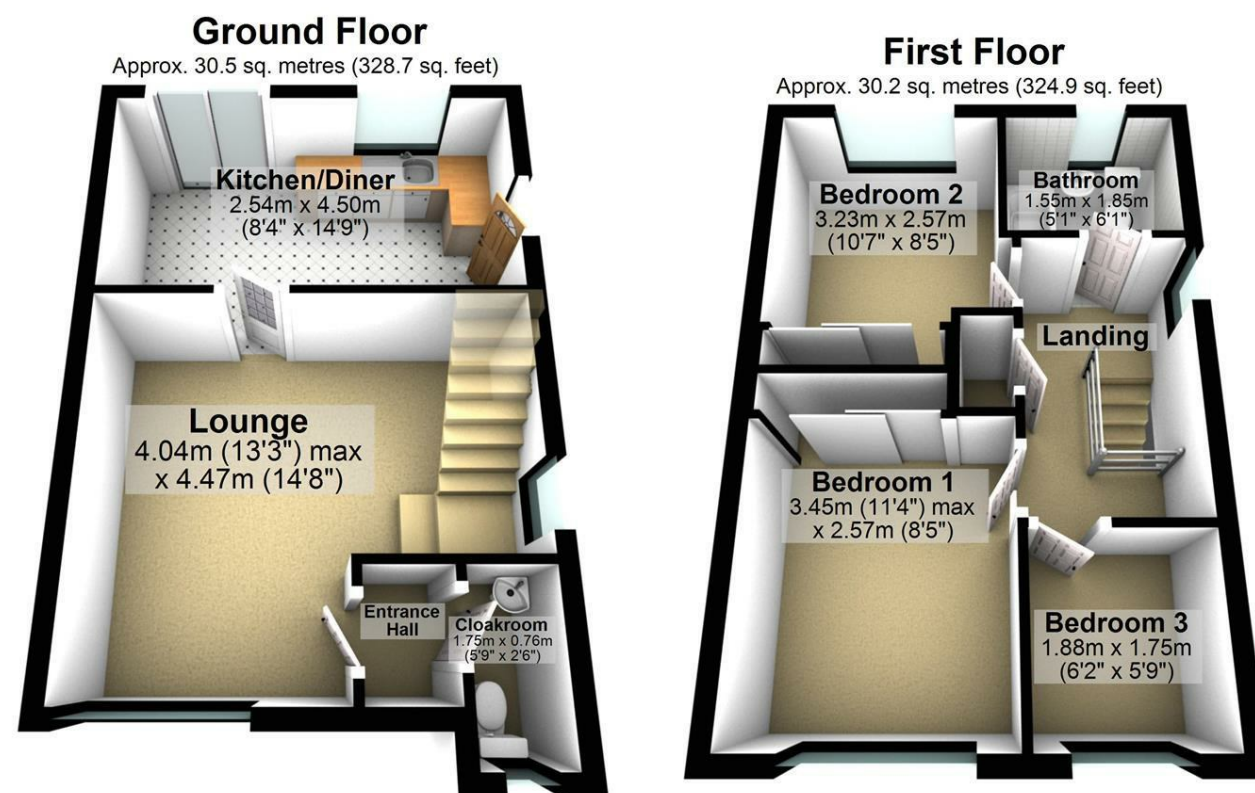 Ground Floor
Approx. 30.5 sq. metres (328.7 sq. feet)
Kitchen/Diner
2.54m x 4.50m
(8'4" x 14'9")
Lounge
4.04m (13'3") max
x 4.47m (14'8")
Entrance
Hall
Cloakroom
1.75m x 0.76m
(5'9" x 2'6")
First Floor
Approx. 30.2 sq. metres (324.9 sq. feet)
Bedroom 2
3.23m x 2.57m
(10'7" x 8'5")
Bathroom
1.55m x 1.85m
(5'1" x 6'1")
Landing
Bedroom 1
3.45m (11'4") max
x 2.57m (8'5")
Bedroom 3
1.88m x 1.75m
(6'2" x 5'9")